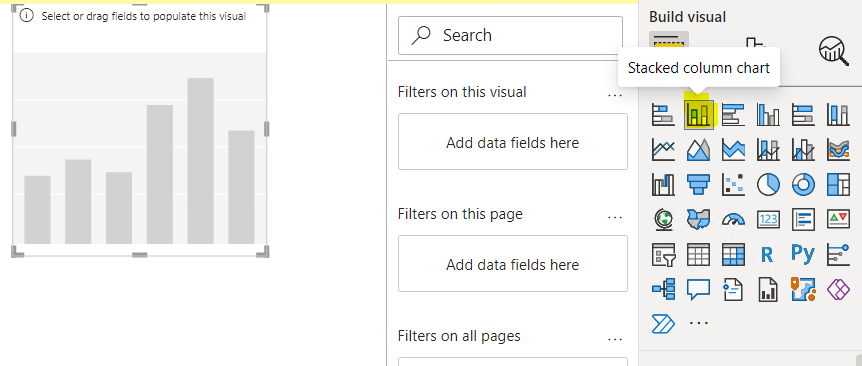 Select or drag fields to populate this visual
Search
Filters on this visual
...
Add data fields here
Filters on this page
...
Add data fields here
Filters on all pages
...
Build visual
Stacked column chart
123
R
Py
...